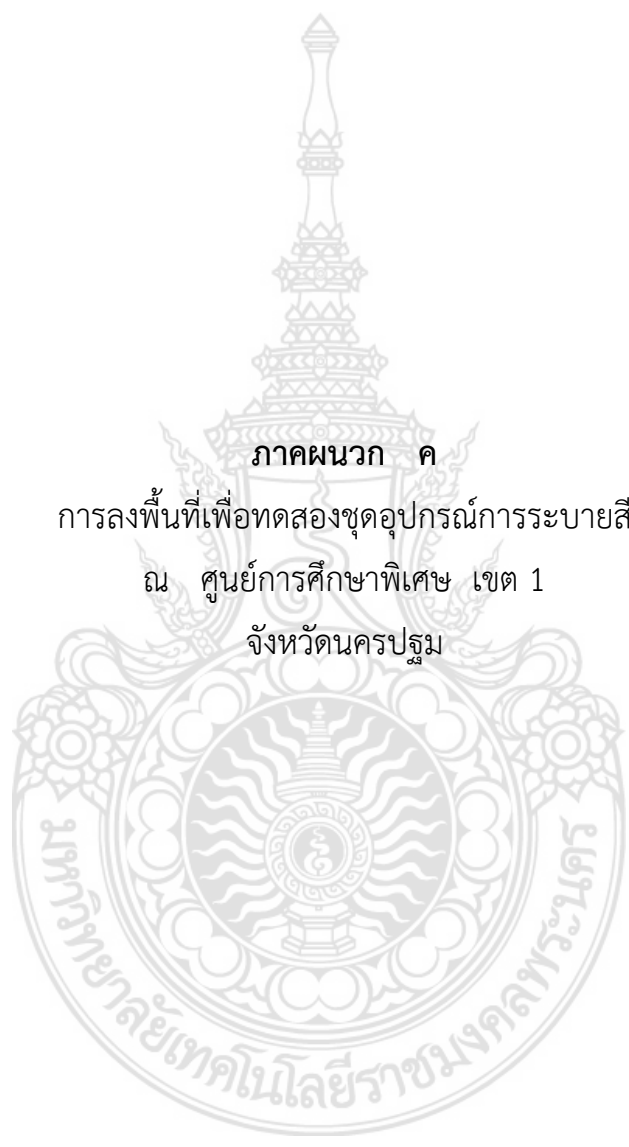 ภาคผนวก ค
การลงพื้นที่เพื่อทดสองชุดอุปกรณ์การระบายสี
ณ ศูนย์การศึกษาพิเศษ เขต 1
จังหวัดนครปฐม
มหาวิทยาลัยเทคโนโลยีราชมงคลพระนคร